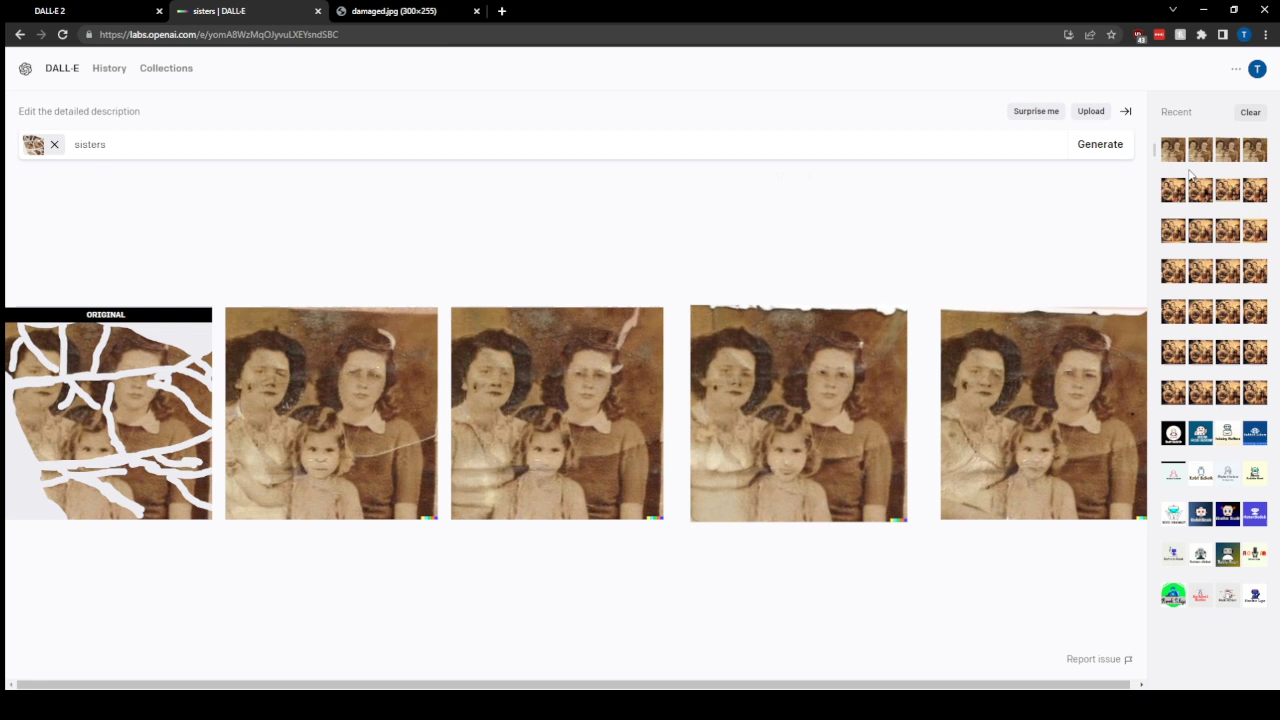 DALL-E 2
sisters | DALL-E
damaged.jpg (300×255)
https://labs.openai.com/e/yomA8WzMqOJyvuLXEYsndSBC
43
T
DALL-E
History
Collections
T
Edit the detailed description
Surprise me
Upload
Recent
Clear
sisters
Generate
ORIGINAL
Report issue